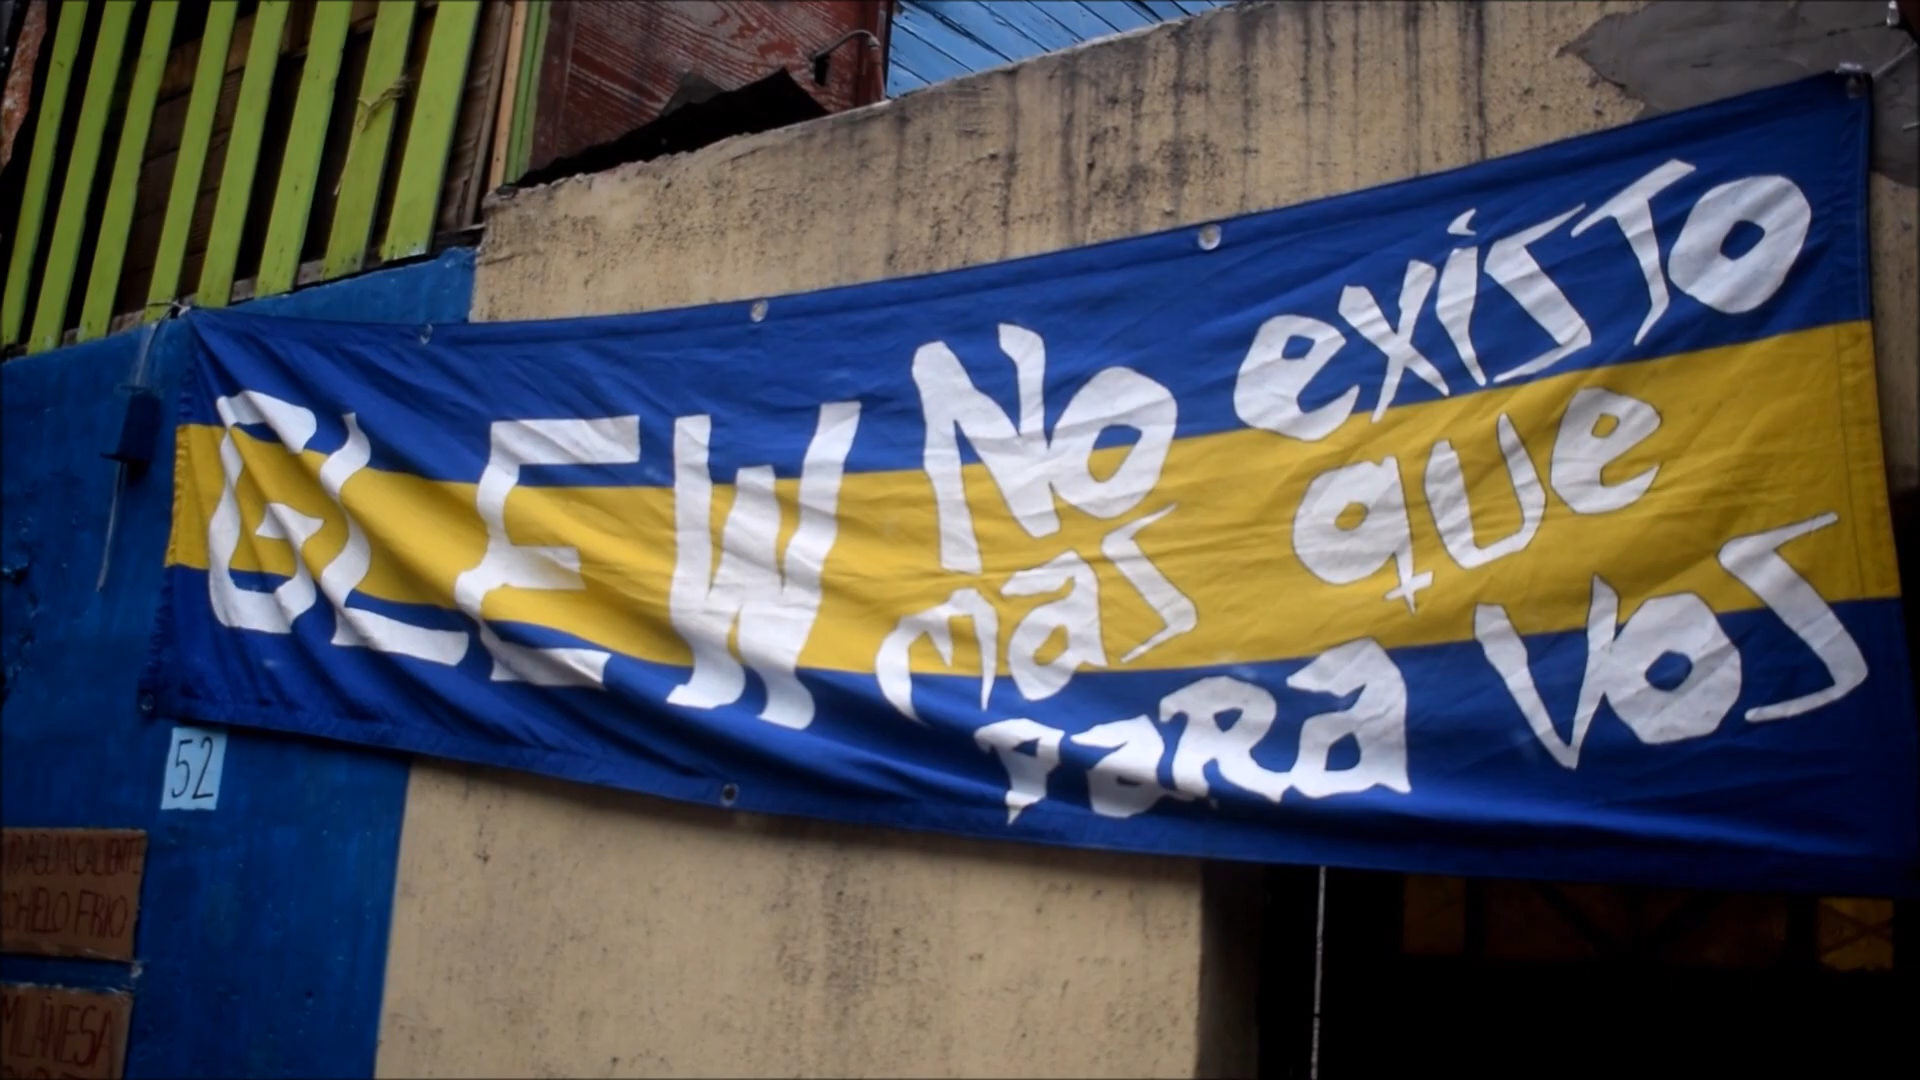 GLEW
No existo
mas que
para vos
52
AGUA CALIENTE
HIELO FRIO
MILANESA